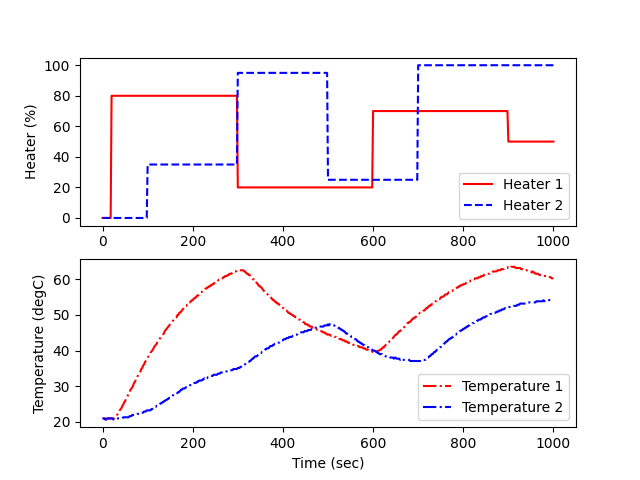 Heater (%)
100
80
60
40
20
0
Heater 1
Heater 2
0 200 400 600 800 1000
Temperature (degC)
60
50
40
30
20
Temperature 1
Temperature 2
0 200 400 600 800 1000
Time (sec)